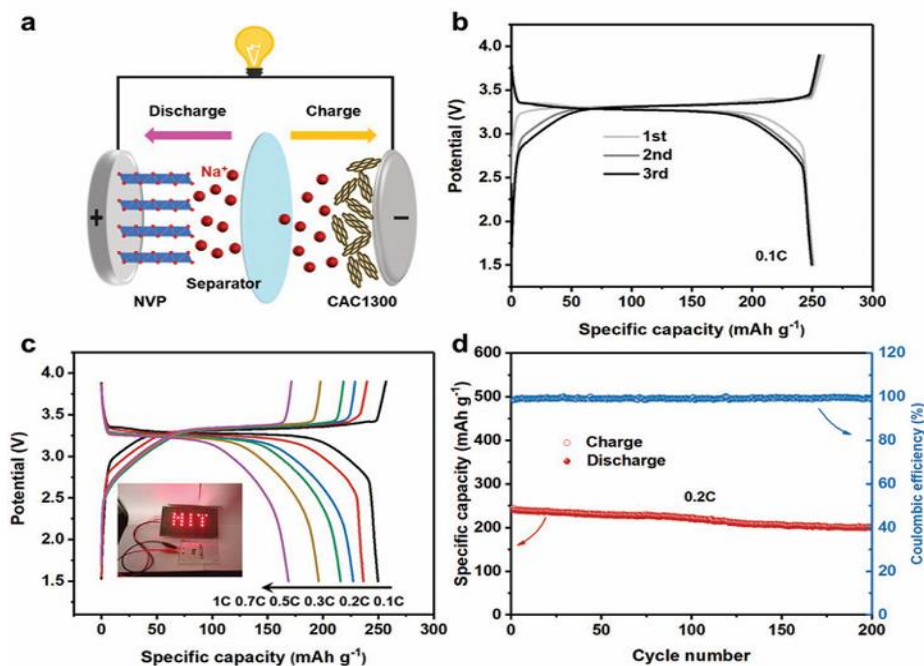 a
Discharge
Charge
Na⁺
+
−
Separator
NVP
CAC1300
b
Potential (V)
4.0
3.5
3.0
2.5
2.0
1.5
1st
2nd
3rd
0.1C
0 50 100 150 200 250 300
Specific capacity (mAh g⁻¹)
c
Potential (V)
4.0
3.5
3.0
2.5
2.0
1.5
HIT
1C 0.7C 0.5C 0.3C 0.2C 0.1C
0 50 100 150 200 250 300
Specific capacity (mAh g⁻¹)
d
Specific capacity (mAh g⁻¹)
600
500
400
300
200
100
0
Charge
Discharge
0.2C
120
100
80
60
40
20
0
Coulombic efficiency (%)
0 50 100 150 200
Cycle number